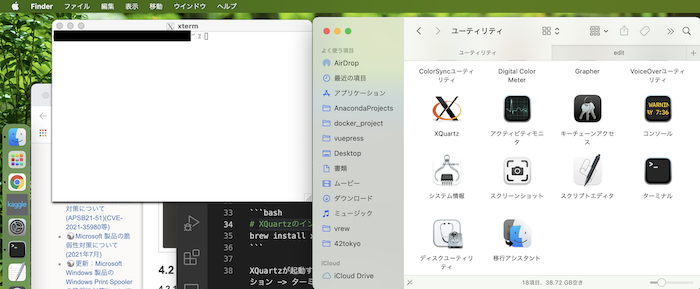 Finder ファイル 編集 表示 移動 ウインドウ ヘルプ
xterm
~ z
ユーティリティ
ユーティリティ
edit
よく使う項目
AirDrop
最近の項目
アプリケーション
AnacondaProjects
docker_project
vuepress
Desktop
書類
ムービー
ダウンロード
ミュージック
vrew
42tokyo
iCloud
iCloud Drive
ColorSyncユーティリティ
Digital Color
Meter
Grapher
VoiceOverユーティリティ
XQuartz
アクティビティモニタ
キーチェーンアクセス
WARNIN
AY 7:36
コンソール
システム情報
スクリーンショット
スクリプトエディタ
ターミナル
ディスクユーティリティ
移行アシスタント
18項目、38.72 GB空き
kaggle
対策について
(APSB21-51)(CVE-
2021-35980等)
Microsoft 製品の脆
弱性対策について
(2021年7月)
更新：Microsoft
Windows 製品の
Windows Print Spooler
33 ```bash
34 # XQuartzのイン
35 brew install x
36 ```
37
38 XQuartzが起動す
ション -> ターミ
4.2